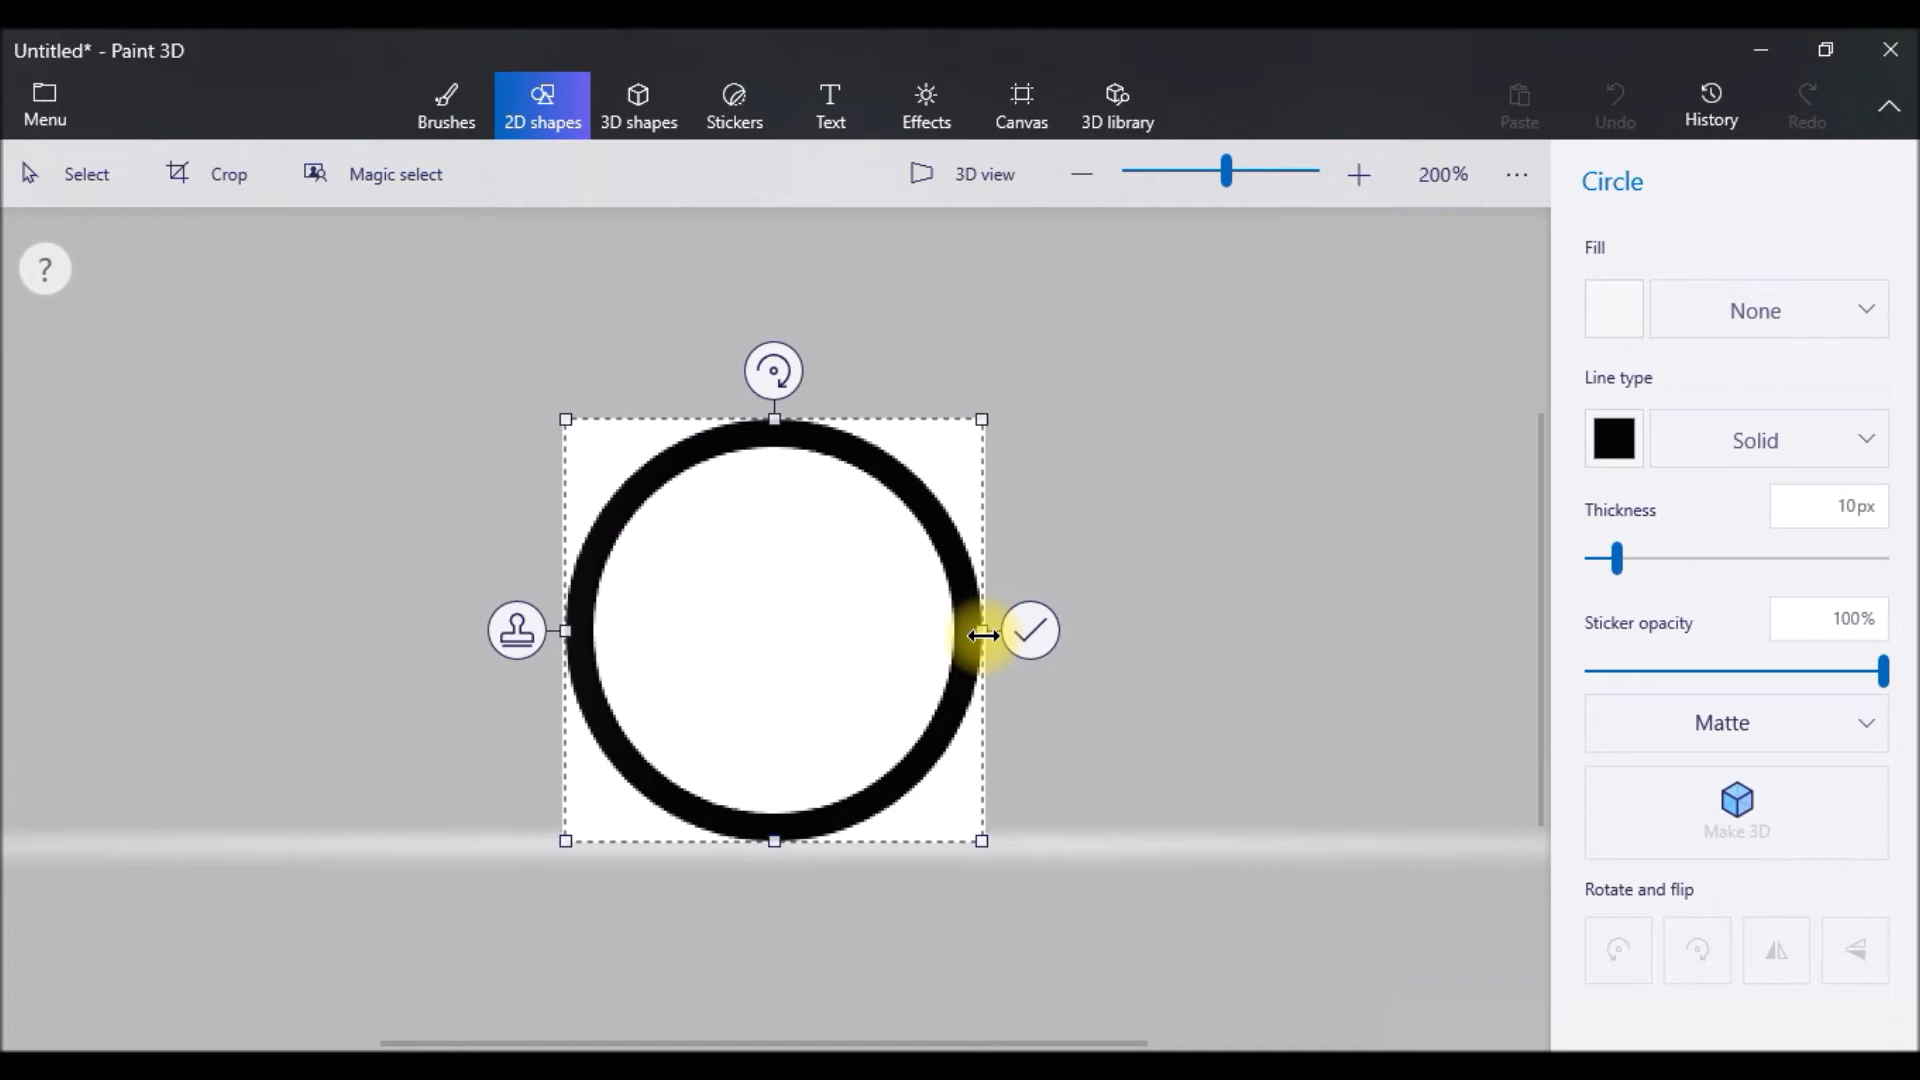 Untitled* - Paint 3D
Menu
Brushes
2D shapes
3D shapes
Stickers
Text
Effects
Canvas
3D library
Paste
Undo
History
Redo
Select
Crop
Magic select
3D view
200%
Circle
?
Fill
None
Line type
Solid
Thickness
10px
Sticker opacity
100%
Matte
Make 3D
Rotate and flip